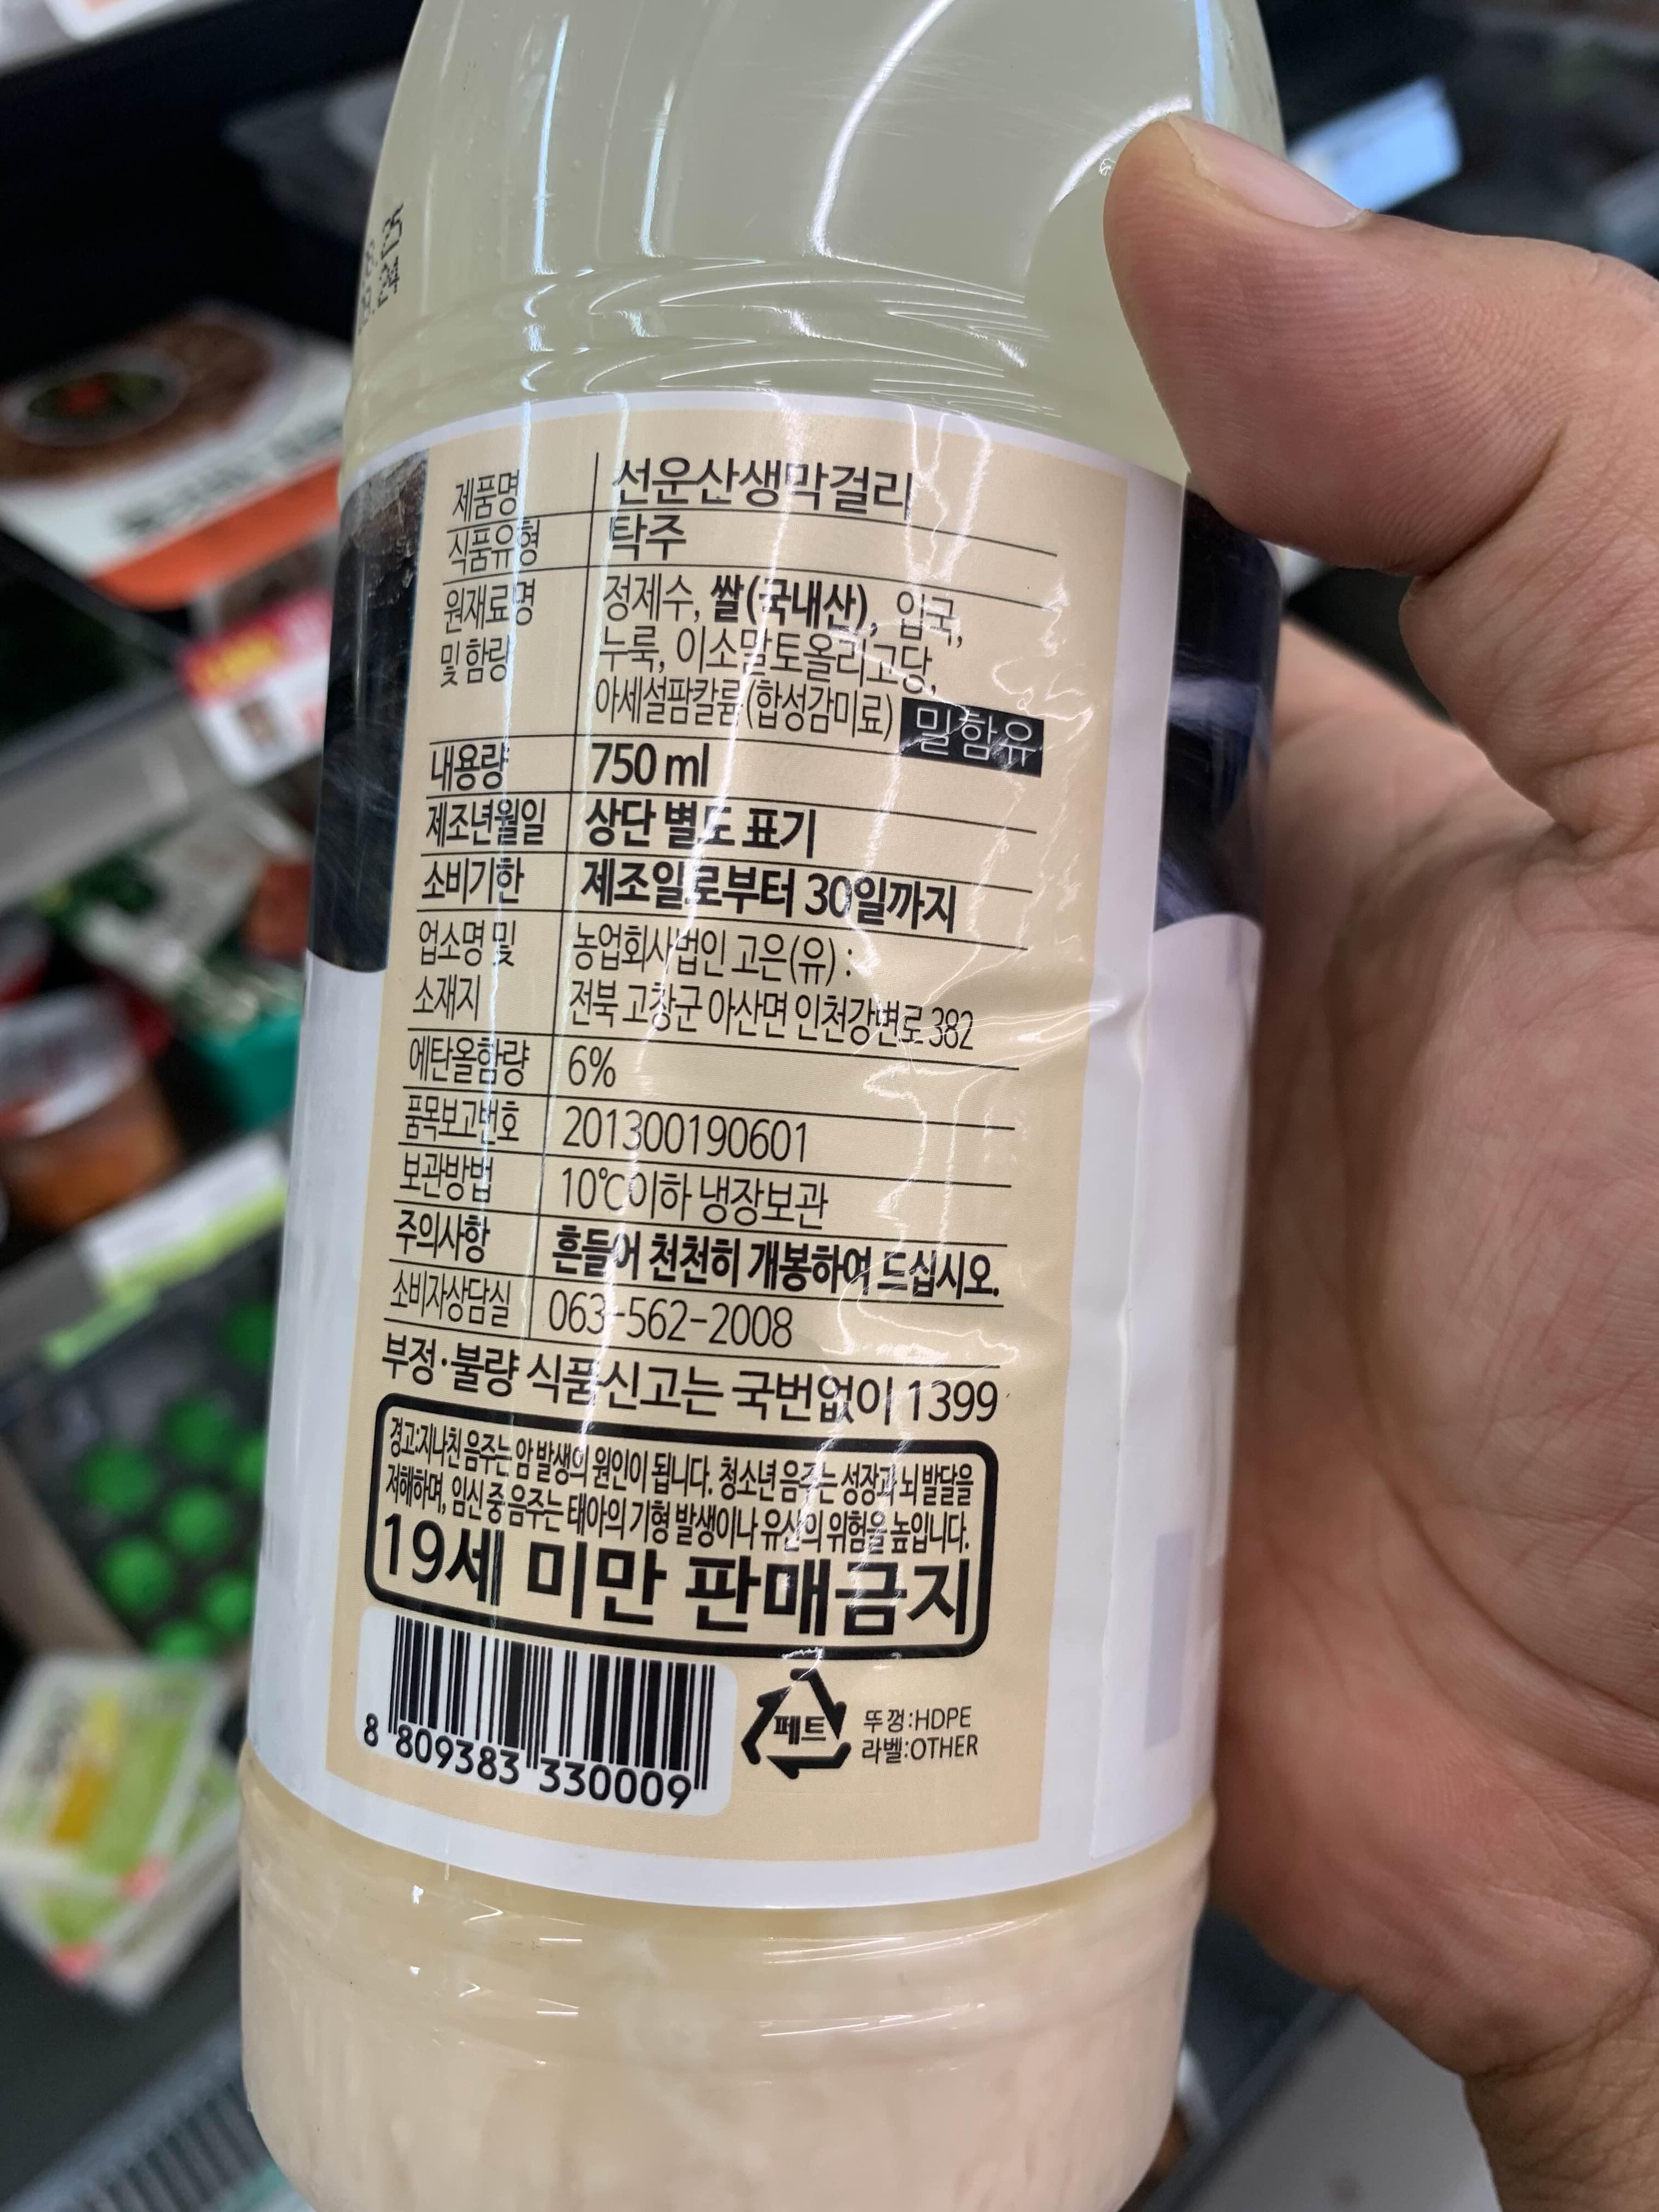 25
24
제품명 선운산생막걸리
식품유형 탁주
원재료명 정제수, 쌀(국내산), 입국,
및 함량 누룩, 이소말토올리고당,
아세설팜칼륨(합성감미료) 밀함유
내용량 750 ml
제조년월일 상단 별도 표기
소비기한 제조일로부터 30일까지
업소명 및 농업회사법인 고은(유) :
소재지 전북 고창군 아산면 인천강변로 382
에탄올함량 6%
품목보고번호 201300190601
보관방법 10℃이하 냉장보관
주의사항 흔들어 천천히 개봉하여 드십시오.
소비자상담실 063-562-2008
부정·불량 식품신고는 국번없이 1399
경고:지나친 음주는 암 발생의 원인이 됩니다. 청소년 음주는 성장과 뇌 발달을
저해하며, 임신 중 음주는 태아의 기형 발생이나 유산의 위험을 높입니다.
19세 미만 판매금지
8 809383 330009
페트
뚜껑:HDPE
라벨:OTHER